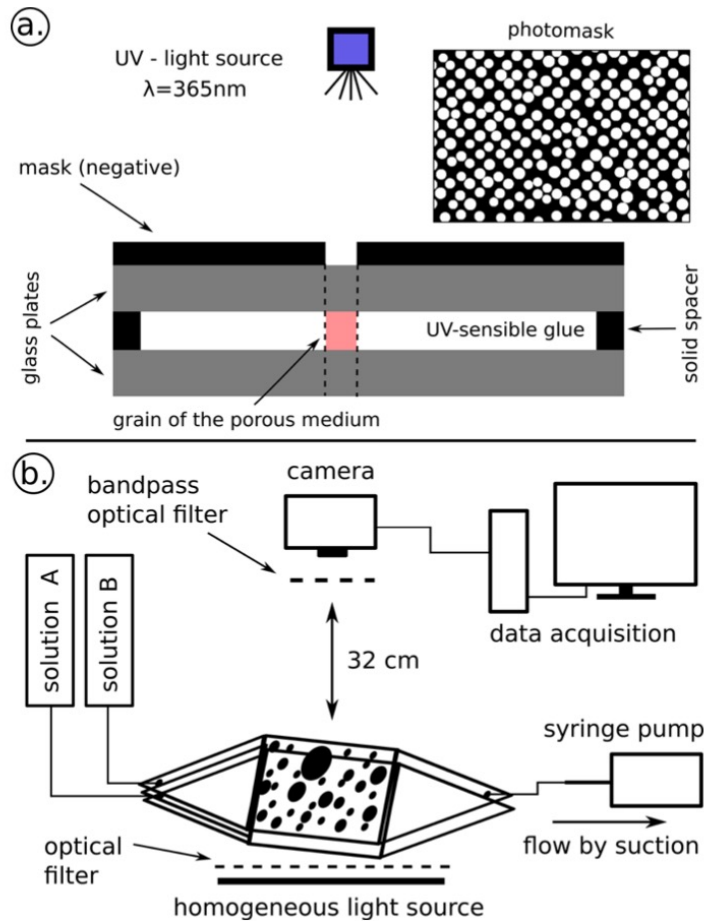 a.
UV - light source
λ=365nm
photomask
mask (negative)
glass plates
UV-sensible glue
solid spacer
grain of the porous medium
b.
camera
bandpass
optical filter
solution A
solution B
data acquisition
32 cm
syringe pump
flow by suction
optical
filter
homogeneous light source